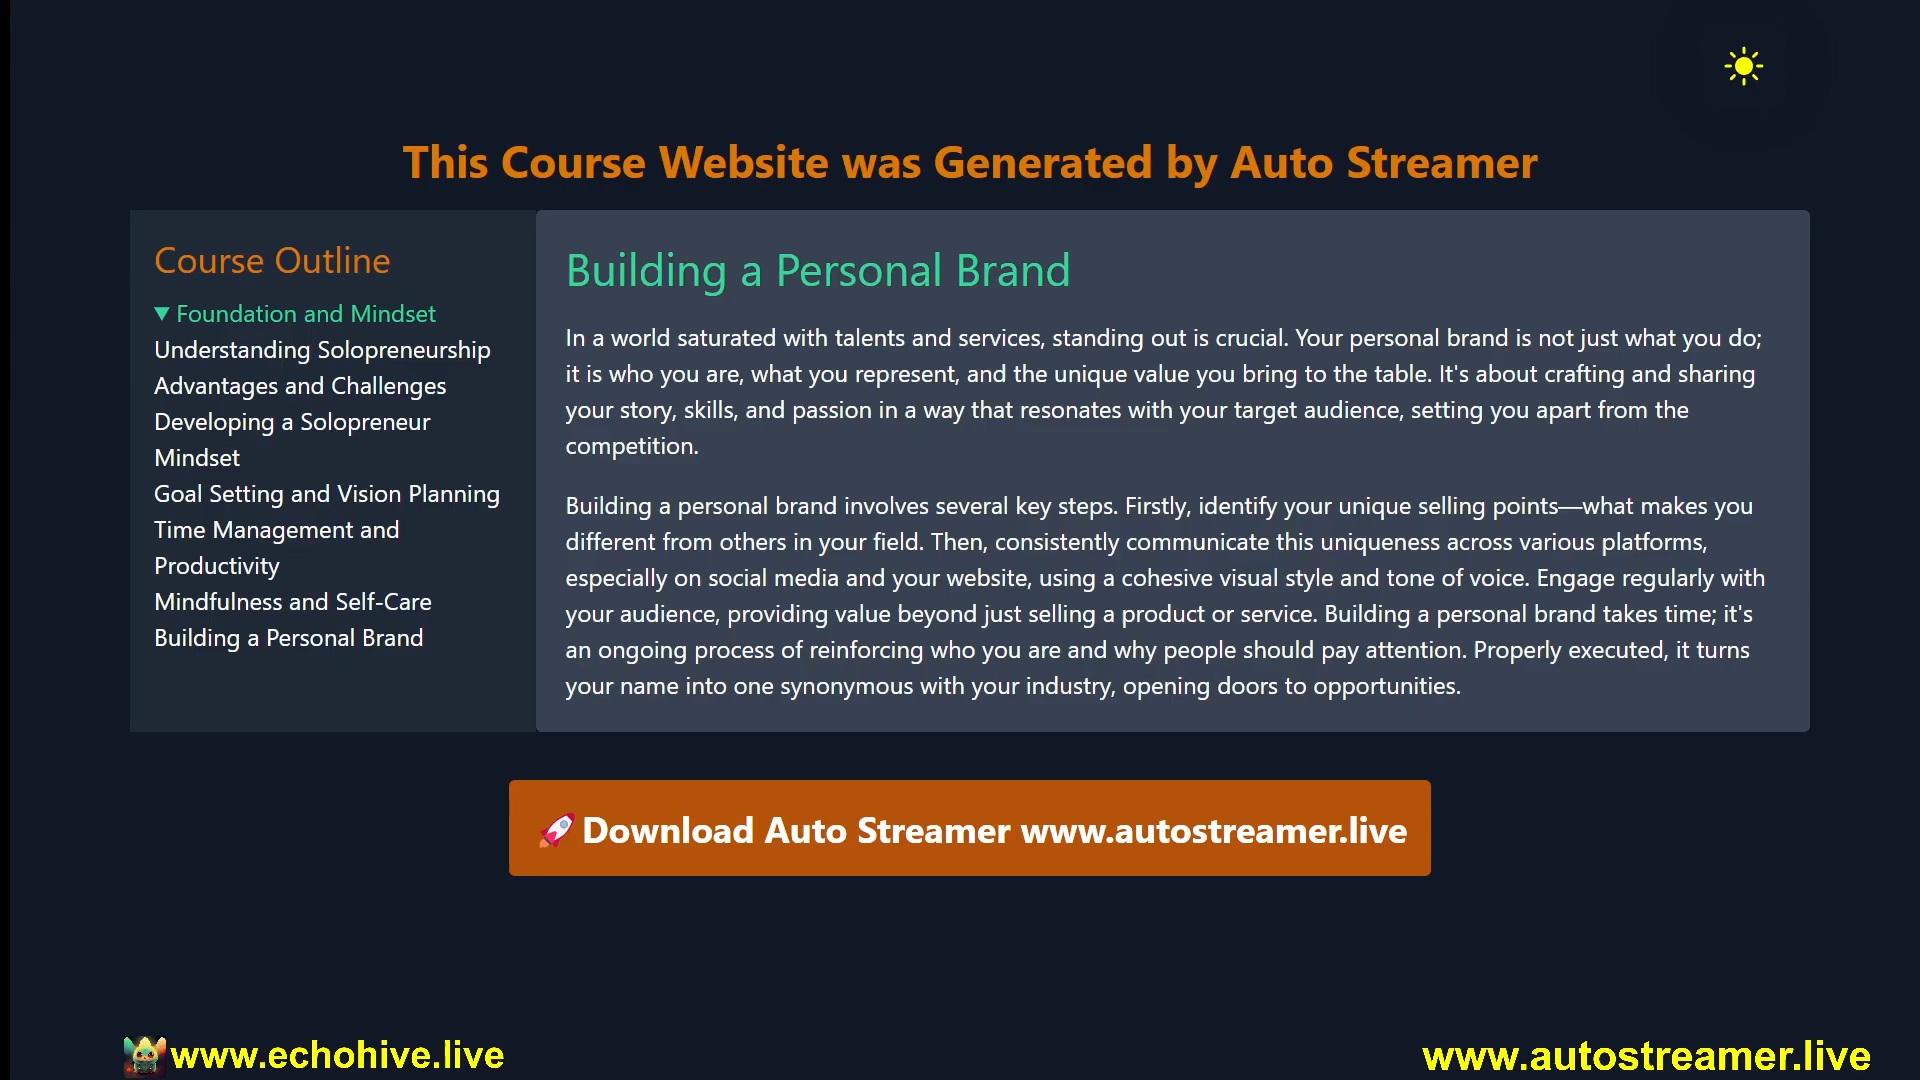 This Course Website was Generated by Auto Streamer
Course Outline
▼ Foundation and Mindset
Understanding Solopreneurship
Advantages and Challenges
Developing a Solopreneur
Mindset
Goal Setting and Vision Planning
Time Management and
Productivity
Mindfulness and Self-Care
Building a Personal Brand
Building a Personal Brand
In a world saturated with talents and services, standing out is crucial. Your personal brand is not just what you do;
it is who you are, what you represent, and the unique value you bring to the table. It's about crafting and sharing
your story, skills, and passion in a way that resonates with your target audience, setting you apart from the
competition.
Building a personal brand involves several key steps. Firstly, identify your unique selling points—what makes you
different from others in your field. Then, consistently communicate this uniqueness across various platforms,
especially on social media and your website, using a cohesive visual style and tone of voice. Engage regularly with
your audience, providing value beyond just selling a product or service. Building a personal brand takes time; it's
an ongoing process of reinforcing who you are and why people should pay attention. Properly executed, it turns
your name into one synonymous with your industry, opening doors to opportunities.
🚀Download Auto Streamer www.autostreamer.live
www.echohive.live
www.autostreamer.live